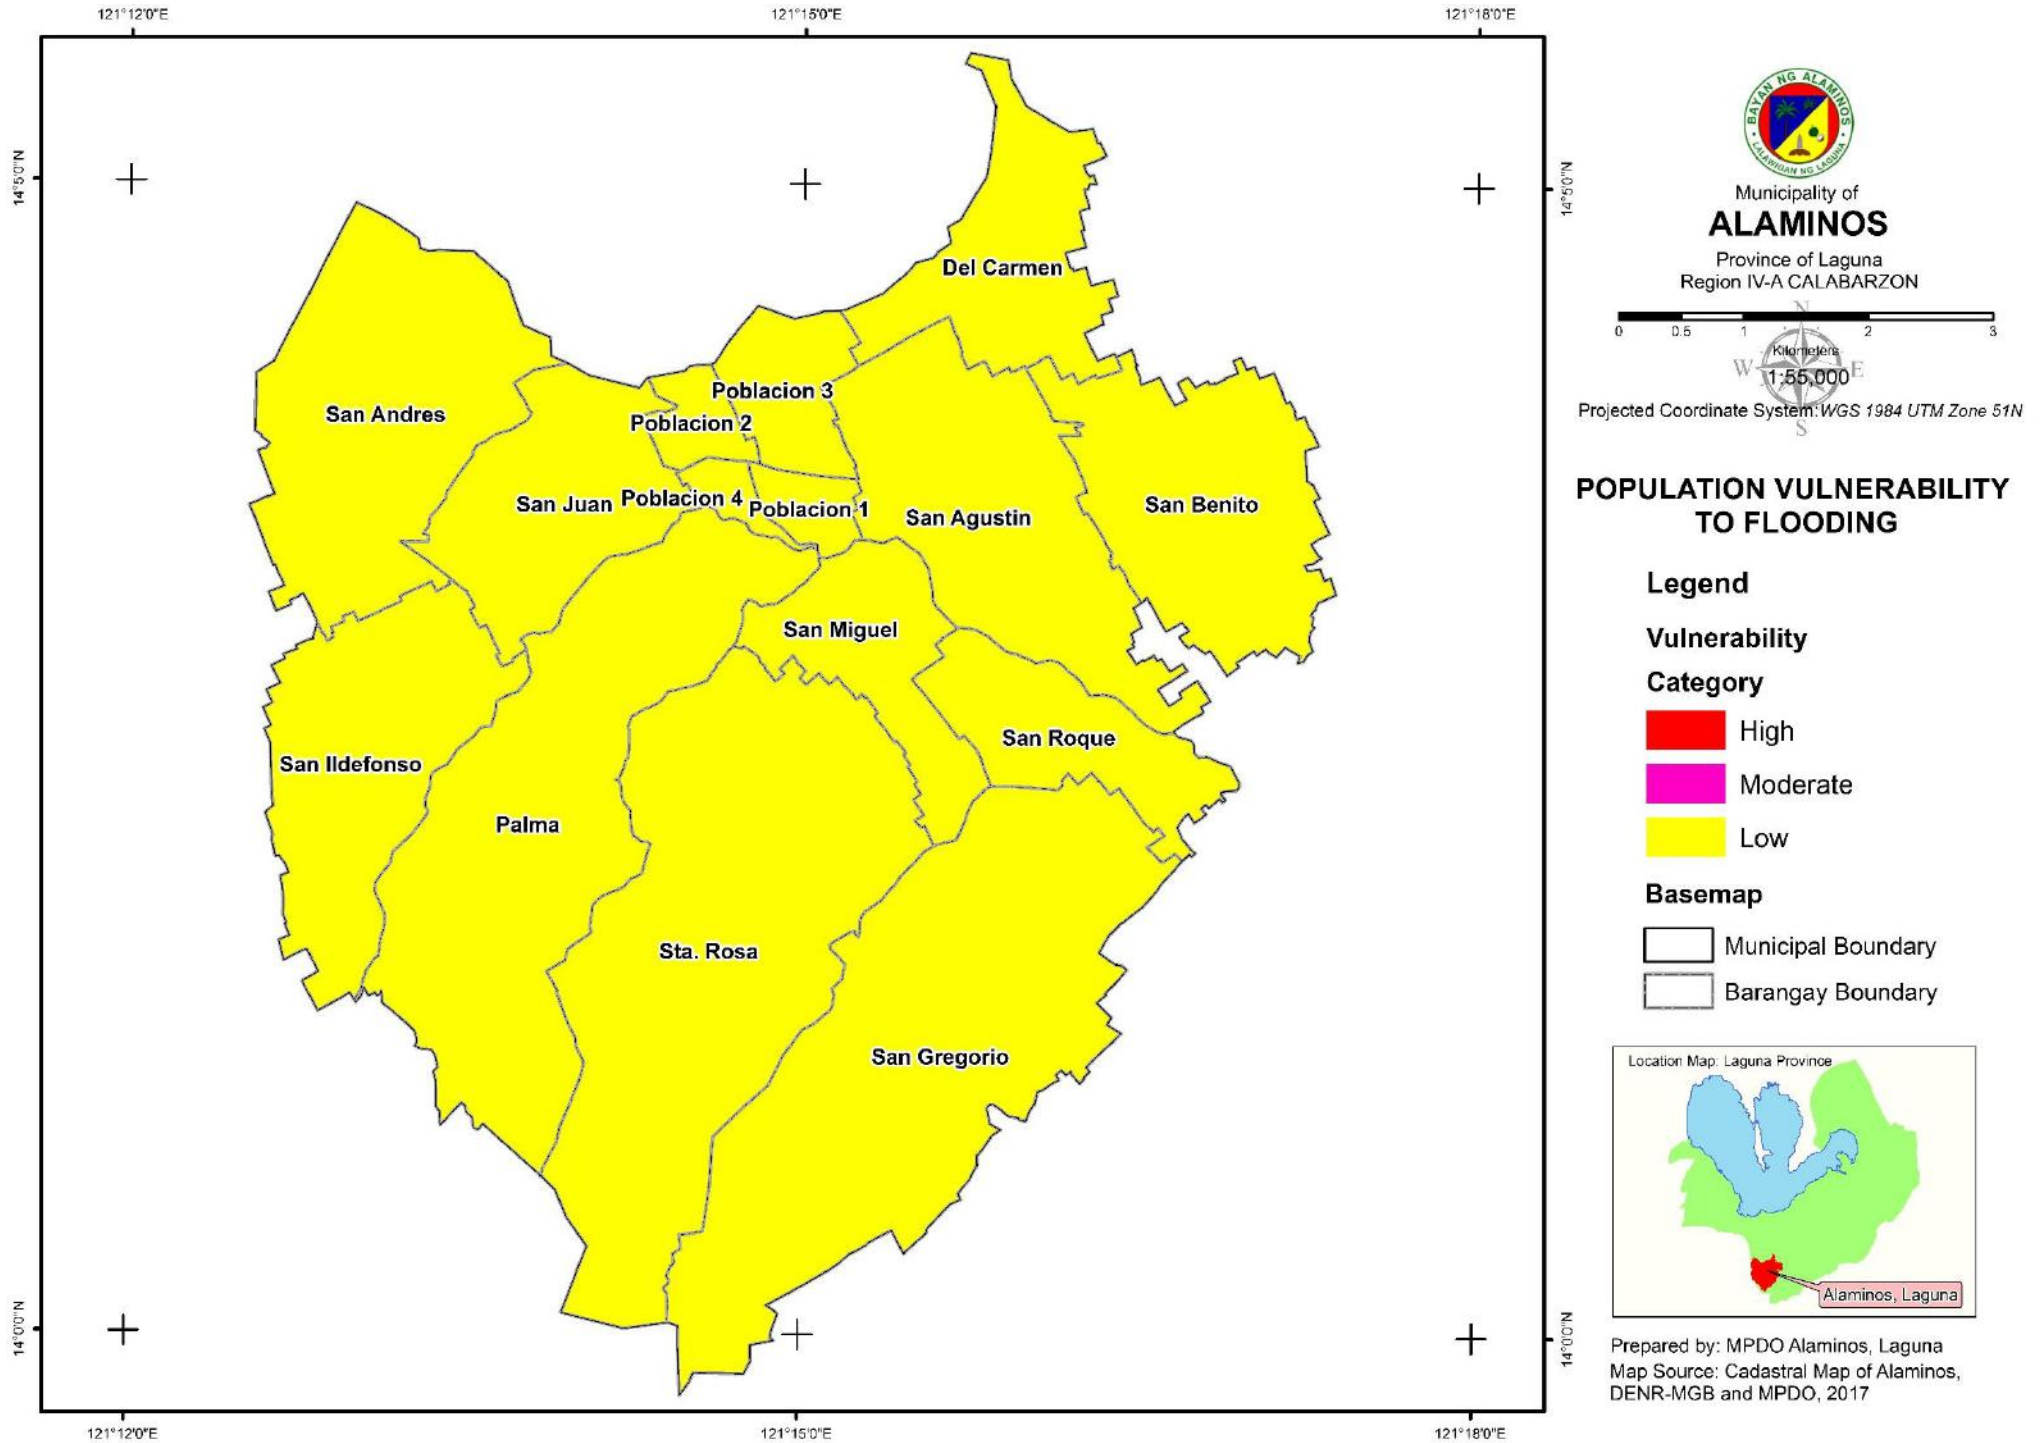 121°12'0"E
121°15'0"E
121°18'0"E
14°5'0"N
14°5'0"N
Del Carmen
San Andres
Poblacion 3
Poblacion 2
San Juan
Poblacion 4
Poblacion 1
San Agustin
San Benito
San Miguel
San Roque
San Ildefonso
Palma
Sta. Rosa
San Gregorio
14°0'0"N
14°0'0"N
121°12'0"E
121°15'0"E
121°18'0"E
BAYAN NG ALAMINOS
LALAWIGAN NG LAGUNA
Municipality of
ALAMINOS
Province of Laguna
Region IV-A CALABARZON
N
0 0.5 1 2 3
Kilometers
W E
1:55,000
Projected Coordinate System:WGS 1984 UTM Zone 51N
S
POPULATION VULNERABILITY
TO FLOODING
Legend
Vulnerability
Category
High
Moderate
Low
Basemap
Municipal Boundary
Barangay Boundary
Location Map: Laguna Province
Alaminos, Laguna
Prepared by: MPDO Alaminos, Laguna
Map Source: Cadastral Map of Alaminos,
DENR-MGB and MPDO, 2017